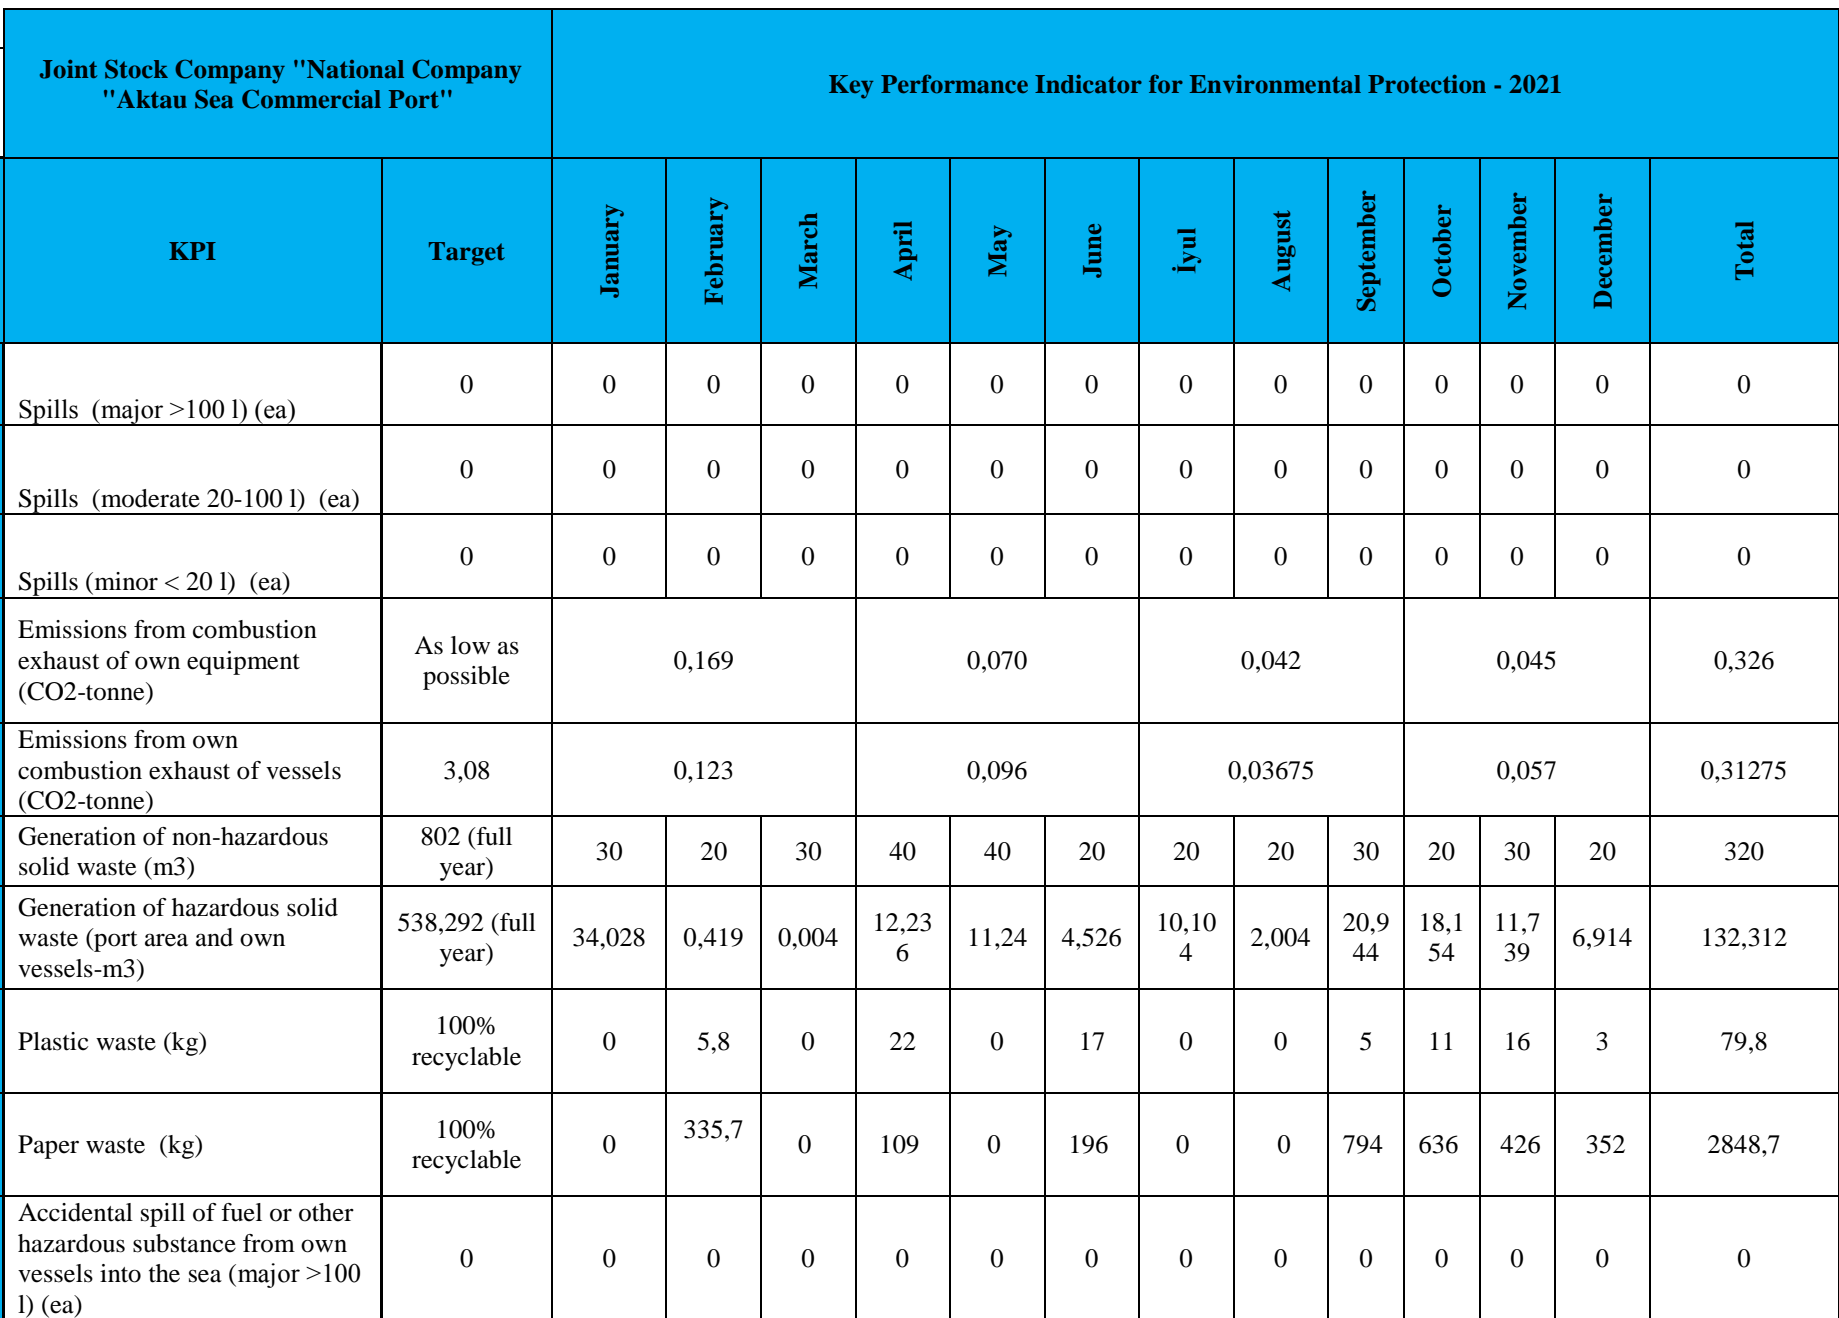 Joint Stock Company "National Company
"Aktau Sea Commercial Port"
Key Performance Indicator for Environmental Protection - 2021
KPI
Target
January
February
March
April
May
June
İyul
August
September
October
November
December
Total
Spills (major >100 l) (ea)
0
0
0
0
0
0
0
0
0
0
0
0
0
0
Spills (moderate 20-100 l) (ea)
0
0
0
0
0
0
0
0
0
0
0
0
0
0
Spills (minor < 20 l) (ea)
0
0
0
0
0
0
0
0
0
0
0
0
0
0
Emissions from combustion
exhaust of own equipment
(CO2-tonne)
As low as
possible
0,169
0,070
0,042
0,045
0,326
Emissions from own
combustion exhaust of vessels
(CO2-tonne)
3,08
0,123
0,096
0,03675
0,057
0,31275
Generation of non-hazardous
solid waste (m3)
802 (full
year)
30
20
30
40
40
20
20
20
30
20
30
20
320
Generation of hazardous solid
waste (port area and own
vessels-m3)
538,292 (full
year)
34,028
0,419
0,004
12,23
6
11,24
4,526
10,10
4
2,004
20,9
44
18,1
54
11,7
39
6,914
132,312
Plastic waste (kg)
100%
recyclable
0
5,8
0
22
0
17
0
0
5
11
16
3
79,8
Paper waste (kg)
100%
recyclable
0
335,7
0
109
0
196
0
0
794
636
426
352
2848,7
Accidental spill of fuel or other
hazardous substance from own
vessels into the sea (major >100
l) (ea)
0
0
0
0
0
0
0
0
0
0
0
0
0
0